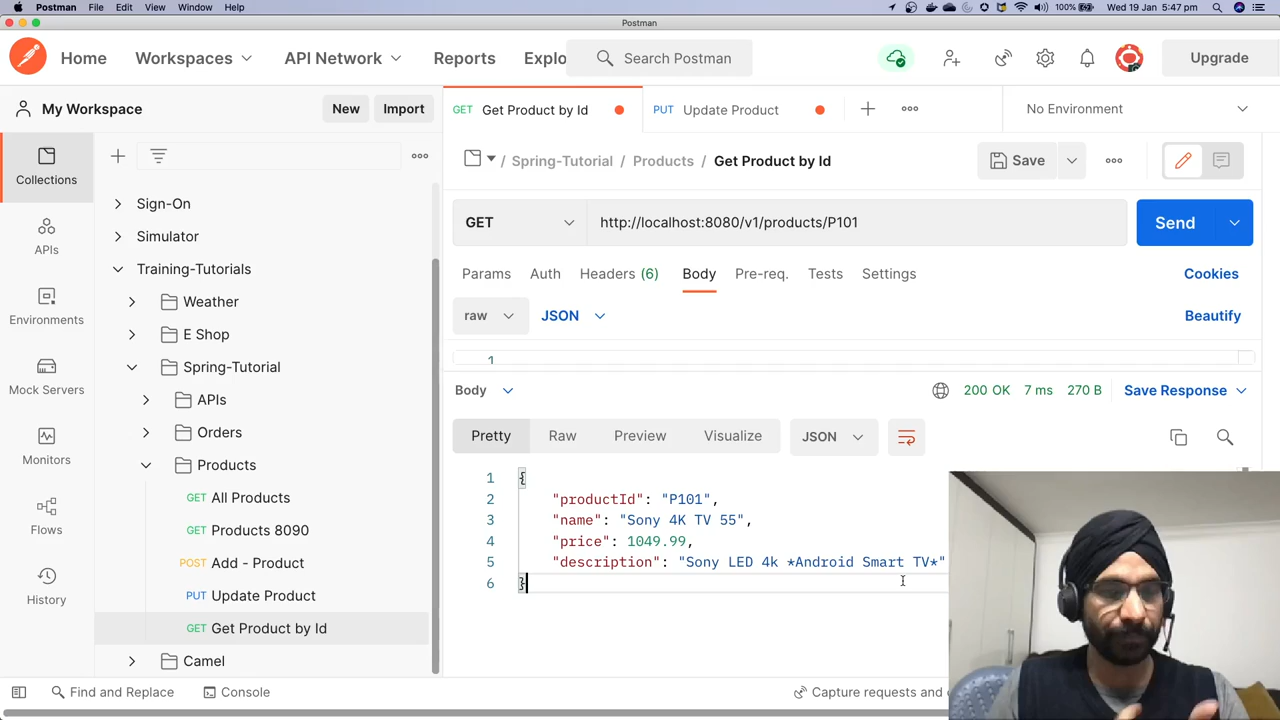 Postman File Edit View Window Help 100% Wed 19 Jan 5:47 pm
Postman
Home Workspaces API Network Reports Explo Search Postman Upgrade
My Workspace New Import
GET Get Product by Id PUT Update Product No Environment
Spring-Tutorial / Products / Get Product by Id Save
Collections
APIs
Environments
Mock Servers
Monitors
Flows
History
Sign-On
Simulator
Training-Tutorials
Weather
E Shop
Spring-Tutorial
APIs
Orders
Products
GET All Products
GET Products 8090
POST Add - Product
PUT Update Product
GET Get Product by Id
Camel
GET http://localhost:8080/v1/products/P101 Send
Params Auth Headers (6) Body Pre-req. Tests Settings Cookies
raw JSON Beautify
1
Body 200 OK 7 ms 270 B Save Response
Pretty Raw Preview Visualize JSON
1 {
2 "productId": "P101",
3 "name": "Sony 4K TV 55",
4 "price": 1049.99,
5 "description": "Sony LED 4k *Android Smart TV*"
6 }
Find and Replace Console Capture requests and